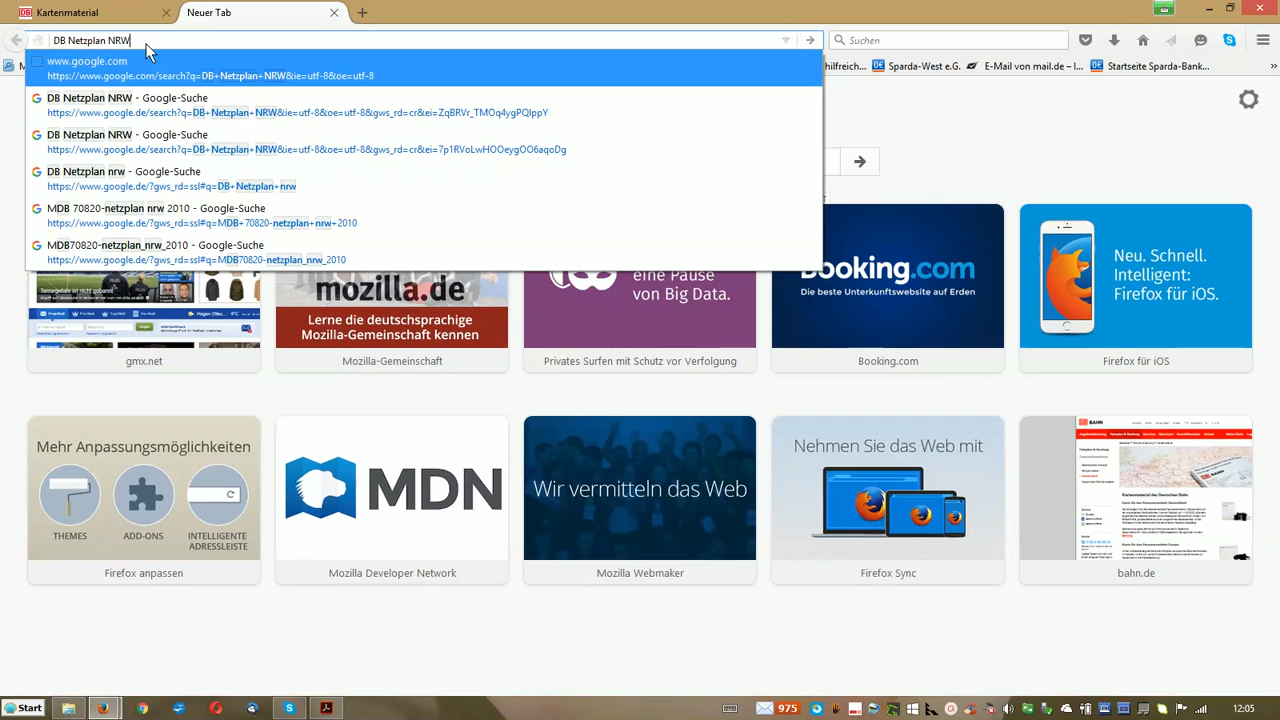 Kartenmaterial
Neuer Tab
DB Netzplan NRW
Suchen
www.google.com
https://www.google.com/search?q=DB+Netzplan+NRW&ie=utf-8&oe=utf-8
0€ Sparda-West
E-Mail von mail.de – I...
0€ Startseite Sparda-Bank...
DB Netzplan NRW - Google-Suche
https://www.google.de/search?q=DB+Netzplan+NRW&ie=utf-8&oe=utf-8&gws_rd=cr&ei=ZqBRVr_TMOq4ygPQIppY
DB Netzplan NRW - Google-Suche
https://www.google.de/search?q=DB+Netzplan+NRW&ie=utf-8&oe=utf-8&gws_rd=cr&ei=7p1RVoLwHOOeygOO6aqoDg
DB Netzplan nrw - Google-Suche
https://www.google.de/?gws_rd=ssl#q=DB+Netzplan+nrw
MDB 70820-netzplan nrw 2010 - Google-Suche
https://www.google.de/?gws_rd=ssl#q=MDB+70820-netzplan+nrw+2010
MDB70820-netzplan_nrw_2010 - Google-Suche
https://www.google.de/?gws_rd=ssl#q=MDB70820-netzplan_nrw_2010
mozilla.de
Lerne die deutschsprachige
Mozilla-Gemeinschaft kennen
eine Pause
von Big Data.
Booking.com
Die beste Unterkunftswebsite auf Erden
Neu. Schnell.
Intelligent:
Firefox für iOS.
gmx.net
Mozilla-Gemeinschaft
Privates Surfen mit Schutz vor Verfolgung
Booking.com
Firefox für iOS
Mehr Anpassungsmöglichkeiten
THEMES
ADD-ONS
INTELLIGENTE
ADRESSLEISTE
MDN
Wir vermitteln das Web
Nehmen Sie das Web mit
BAHN
Firefox anpassen
Mozilla Developer Network
Mozilla Webmaker
Firefox Sync
bahn.de
Start
975
12:05